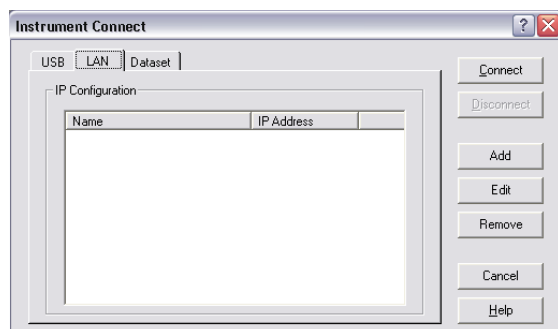 Instrument Connect
USB LAN Dataset
IP Configuration
Name IP Address
Connect
Disconnect
Add
Edit
Remove
Cancel
Help